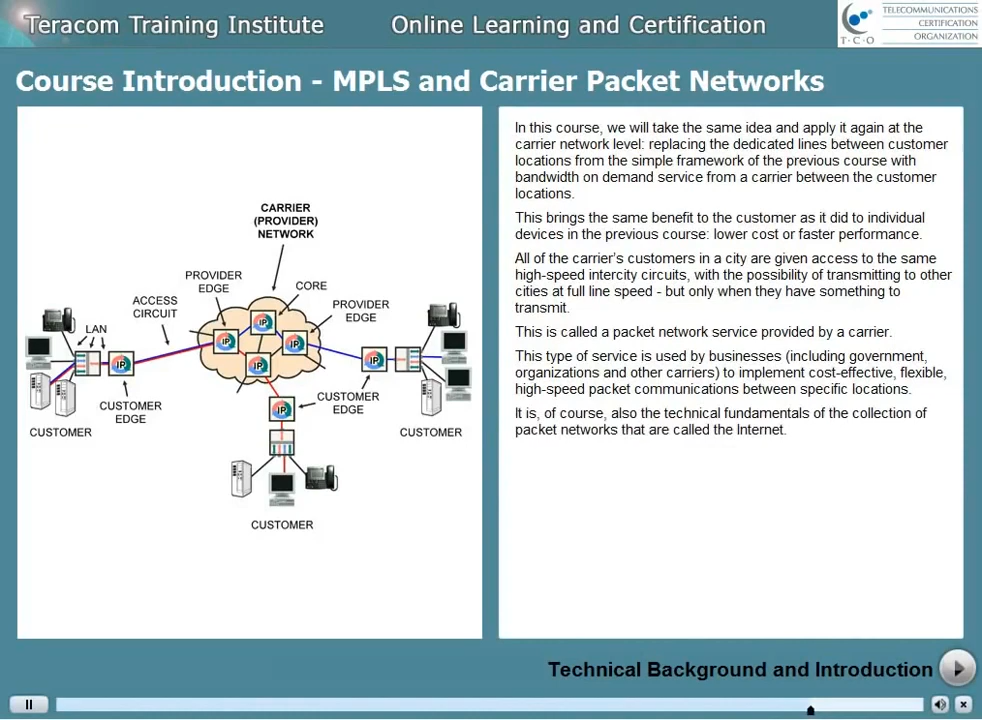 Teracom Training Institute
Online Learning and Certification
TELECOMMUNICATIONS
CERTIFICATION
ORGANIZATION
T·C·O
Course Introduction - MPLS and Carrier Packet Networks
CARRIER
(PROVIDER)
NETWORK
PROVIDER
EDGE
CORE
ACCESS
CIRCUIT
PROVIDER
EDGE
LAN
IP
IP
IP
IP
IP
IP
IP
CUSTOMER
EDGE
CUSTOMER
EDGE
CUSTOMER
CUSTOMER
CUSTOMER
In this course, we will take the same idea and apply it again at the
carrier network level: replacing the dedicated lines between customer
locations from the simple framework of the previous course with
bandwidth on demand service from a carrier between the customer
locations.
This brings the same benefit to the customer as it did to individual
devices in the previous course: lower cost or faster performance.
All of the carrier's customers in a city are given access to the same
high-speed intercity circuits, with the possibility of transmitting to other
cities at full line speed - but only when they have something to
transmit.
This is called a packet network service provided by a carrier.
This type of service is used by businesses (including government,
organizations and other carriers) to implement cost-effective, flexible,
high-speed packet communications between specific locations.
It is, of course, also the technical fundamentals of the collection of
packet networks that are called the Internet.
Technical Background and Introduction